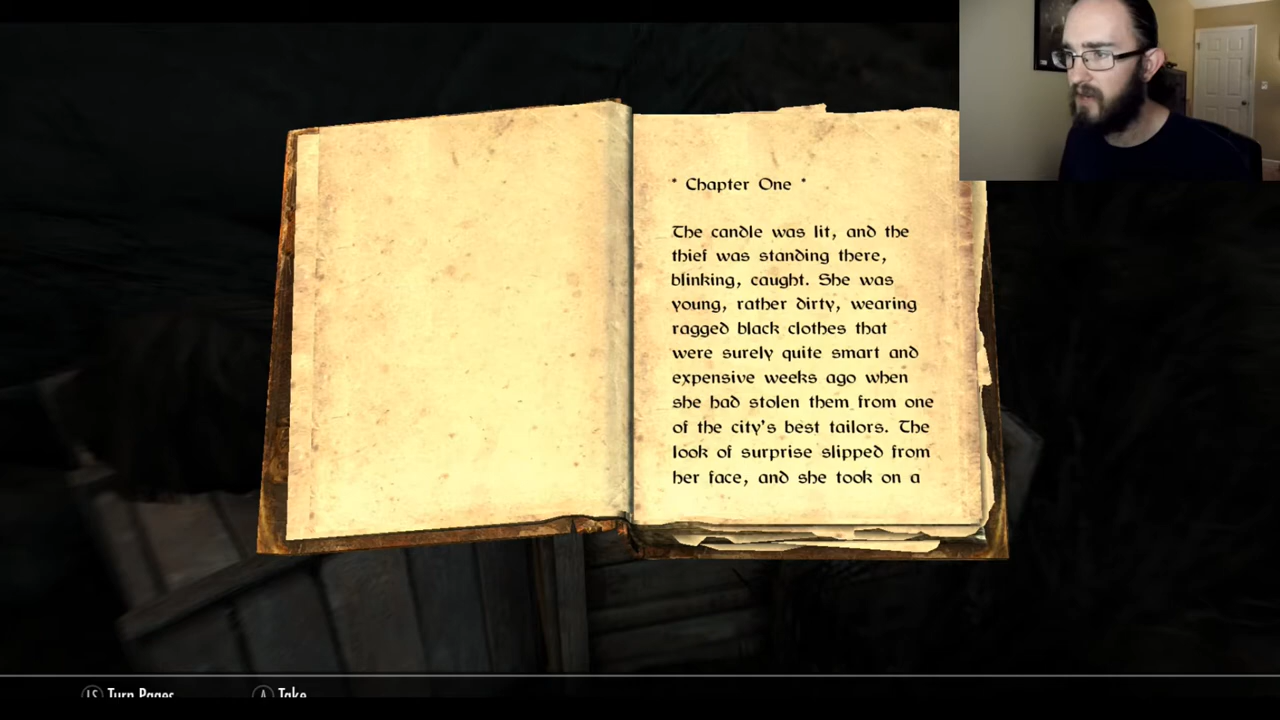 * Chapter One *
The candle was lit, and the
thief was standing there,
blinking, caught. She was
young, rather dirty, wearing
ragged black clothes that
were surely quite smart and
expensive weeks ago when
she had stolen them from one
of the city's best tailors. The
look of surprise slipped from
her face, and she took on a
LS Turn Pages
A Take